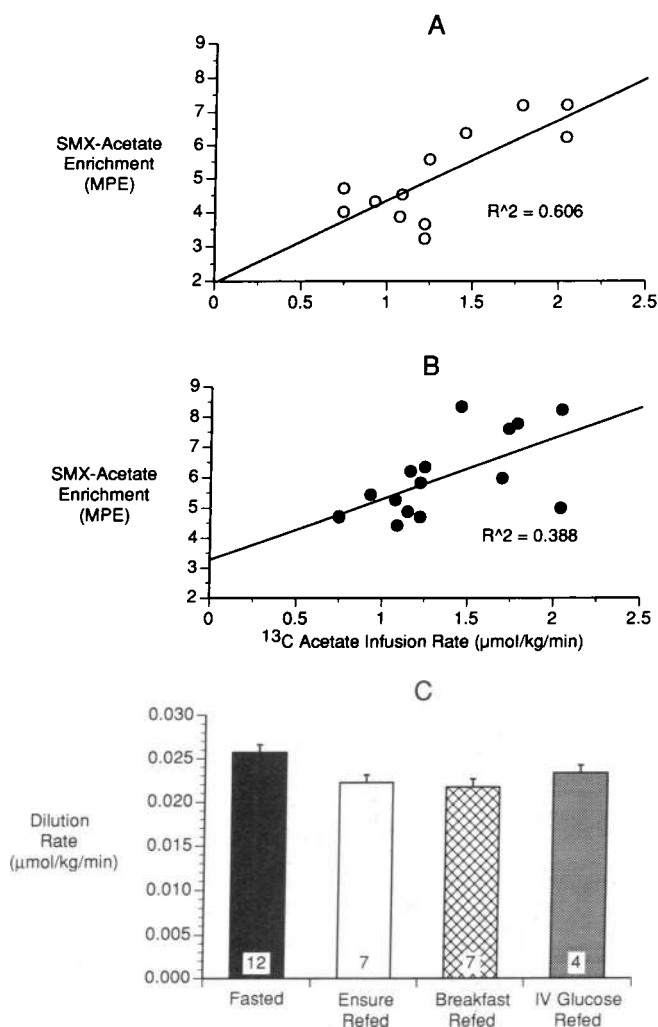 A
SMX-Acetate
Enrichment
(MPE)
9
8
7
6
5
4
3
2
R^2 = 0.606
0
0.5
1
1.5
2
2.5
B
SMX-Acetate
Enrichment
(MPE)
9
8
7
6
5
4
3
2
R^2 = 0.388
0
0.5
1
1.5
2
2.5
13C Acetate Infusion Rate (μmol/kg/min)
C
Dilution
Rate
(μmol/kg/min)
0.030
0.025
0.020
0.015
0.010
0.005
0.000
12
7
7
4
Fasted
Ensure
Refed
Breakfast
Refed
IV Glucose
Refed